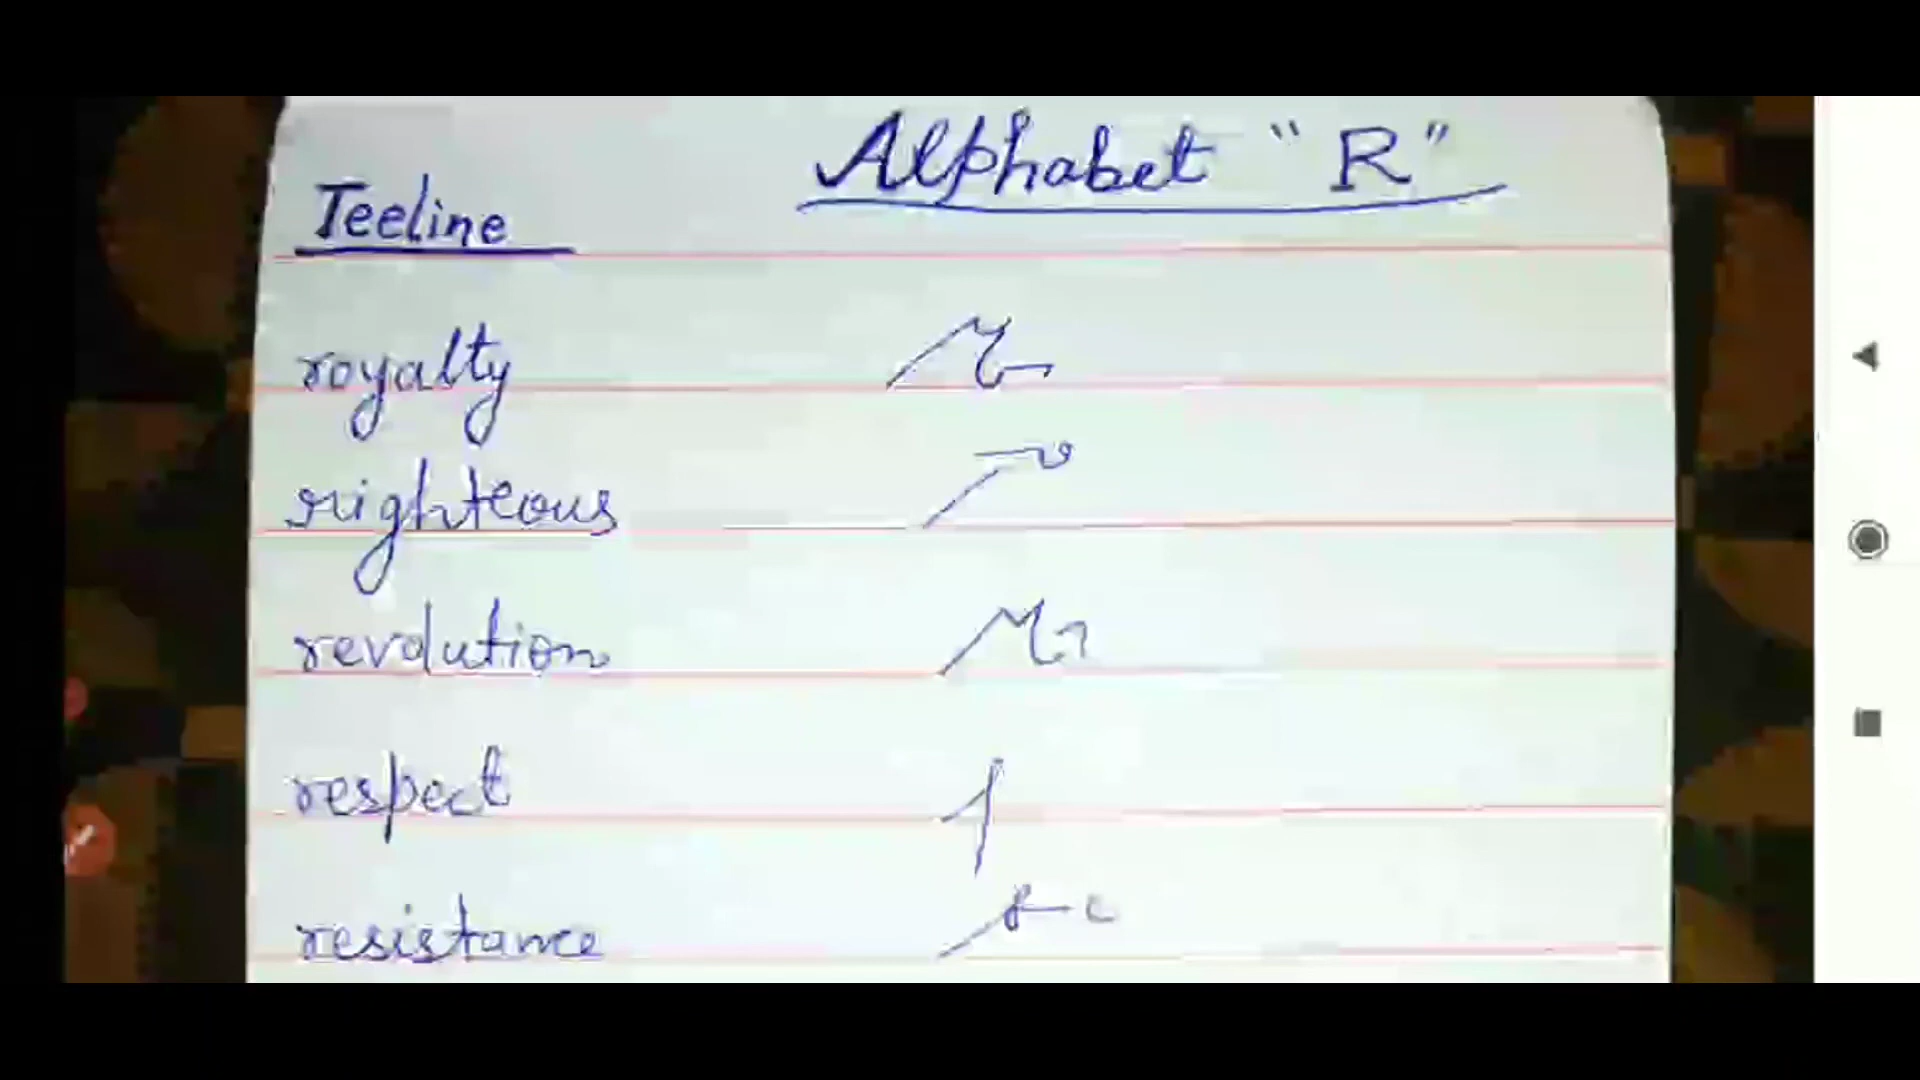 Alphabet "R"
Teeline
royalty
righteous
revolution
respect
resistance